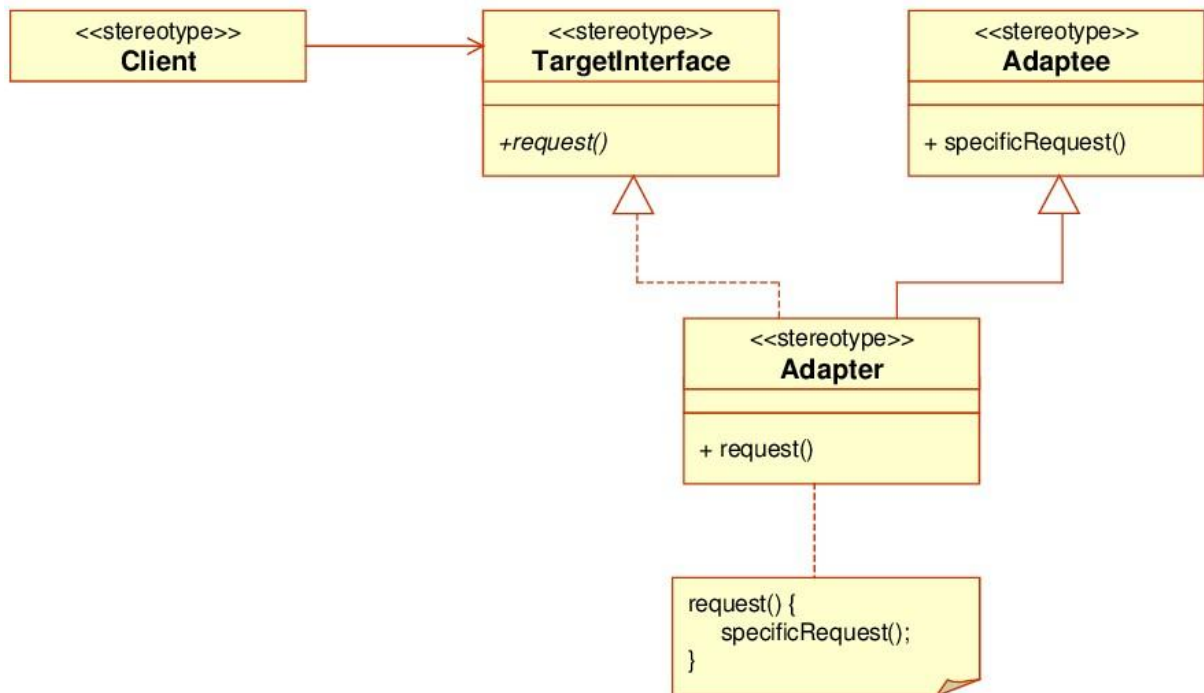 <<stereotype>>
Client
<<stereotype>>
TargetInterface
+request()
<<stereotype>>
Adaptee
+ specificRequest()
<<stereotype>>
Adapter
+ request()
request() {
specificRequest();
}